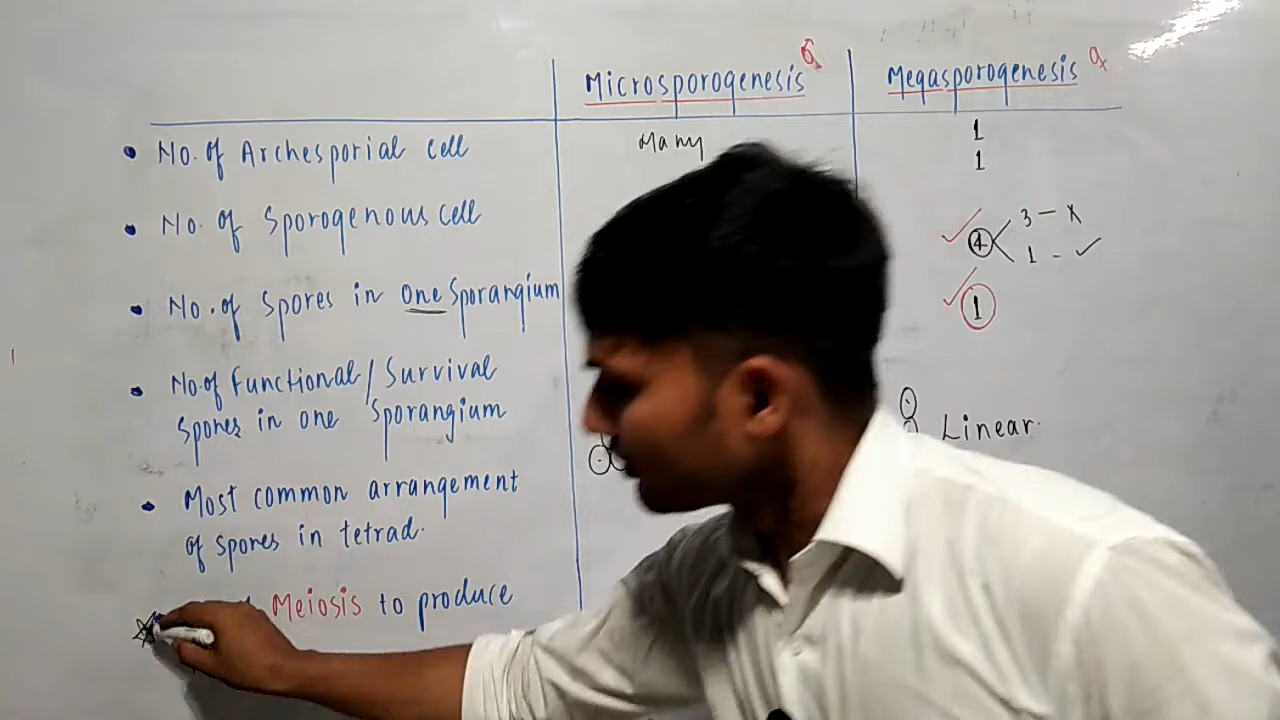 Microsporogenesis ♂ Megasporogenesis ♀
• No. of Archesporial cell Many 1
1
• No. of Sporogenous cell
✓ 4 < 3 – x
1 - ✓
• No. of Spores in one Sporangium ✓ 1
• No of functional / Survival
spores in one Sporangium
Linear.
• Most common arrangement
of spores in tetrad.
Meiosis to produce